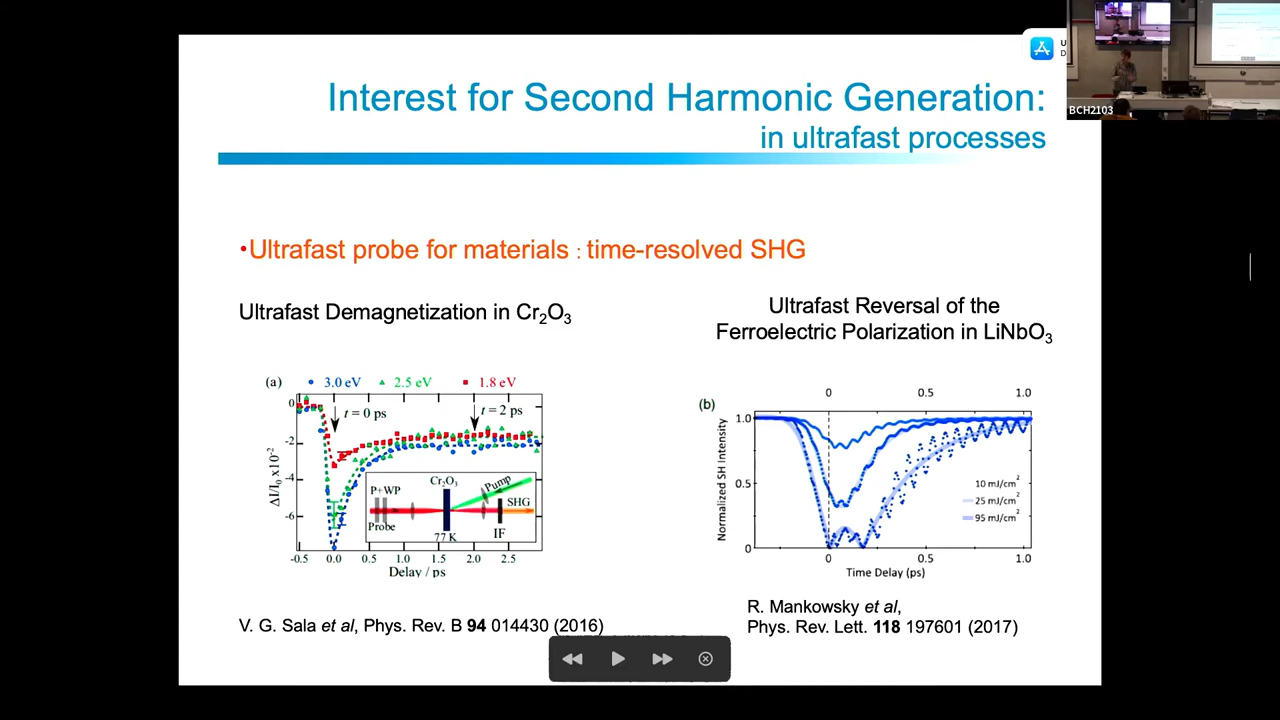 Interest for Second Harmonic Generation:
in ultrafast processes
•Ultrafast probe for materials : time-resolved SHG
Ultrafast Demagnetization in Cr2O3
(a) 3.0 eV 2.5 eV 1.8 eV
t = 0 ps
t = 2 ps
0
-2
-4
-6
ΔI/I0 x10-2
Cr2O3
Pump
P+WP
SHG
Probe
IF
77 K
-0.5 0.0 0.5 1.0 1.5 2.0 2.5
Delay / ps
V. G. Sala et al, Phys. Rev. B 94 014430 (2016)
Ultrafast Reversal of the
Ferroelectric Polarization in LiNbO3
(b)
0 0.5 1.0
1.0
0.5
0
Normalized SH Intensity
10 mJ/cm2
25 mJ/cm2
95 mJ/cm2
0 0.5 1.0
Time Delay (ps)
R. Mankowsky et al,
Phys. Rev. Lett. 118 197601 (2017)
U
D
BCH2103